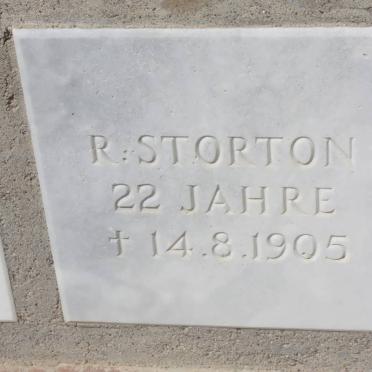 R. STORTON
22 JAHRE
† 14.8.1905